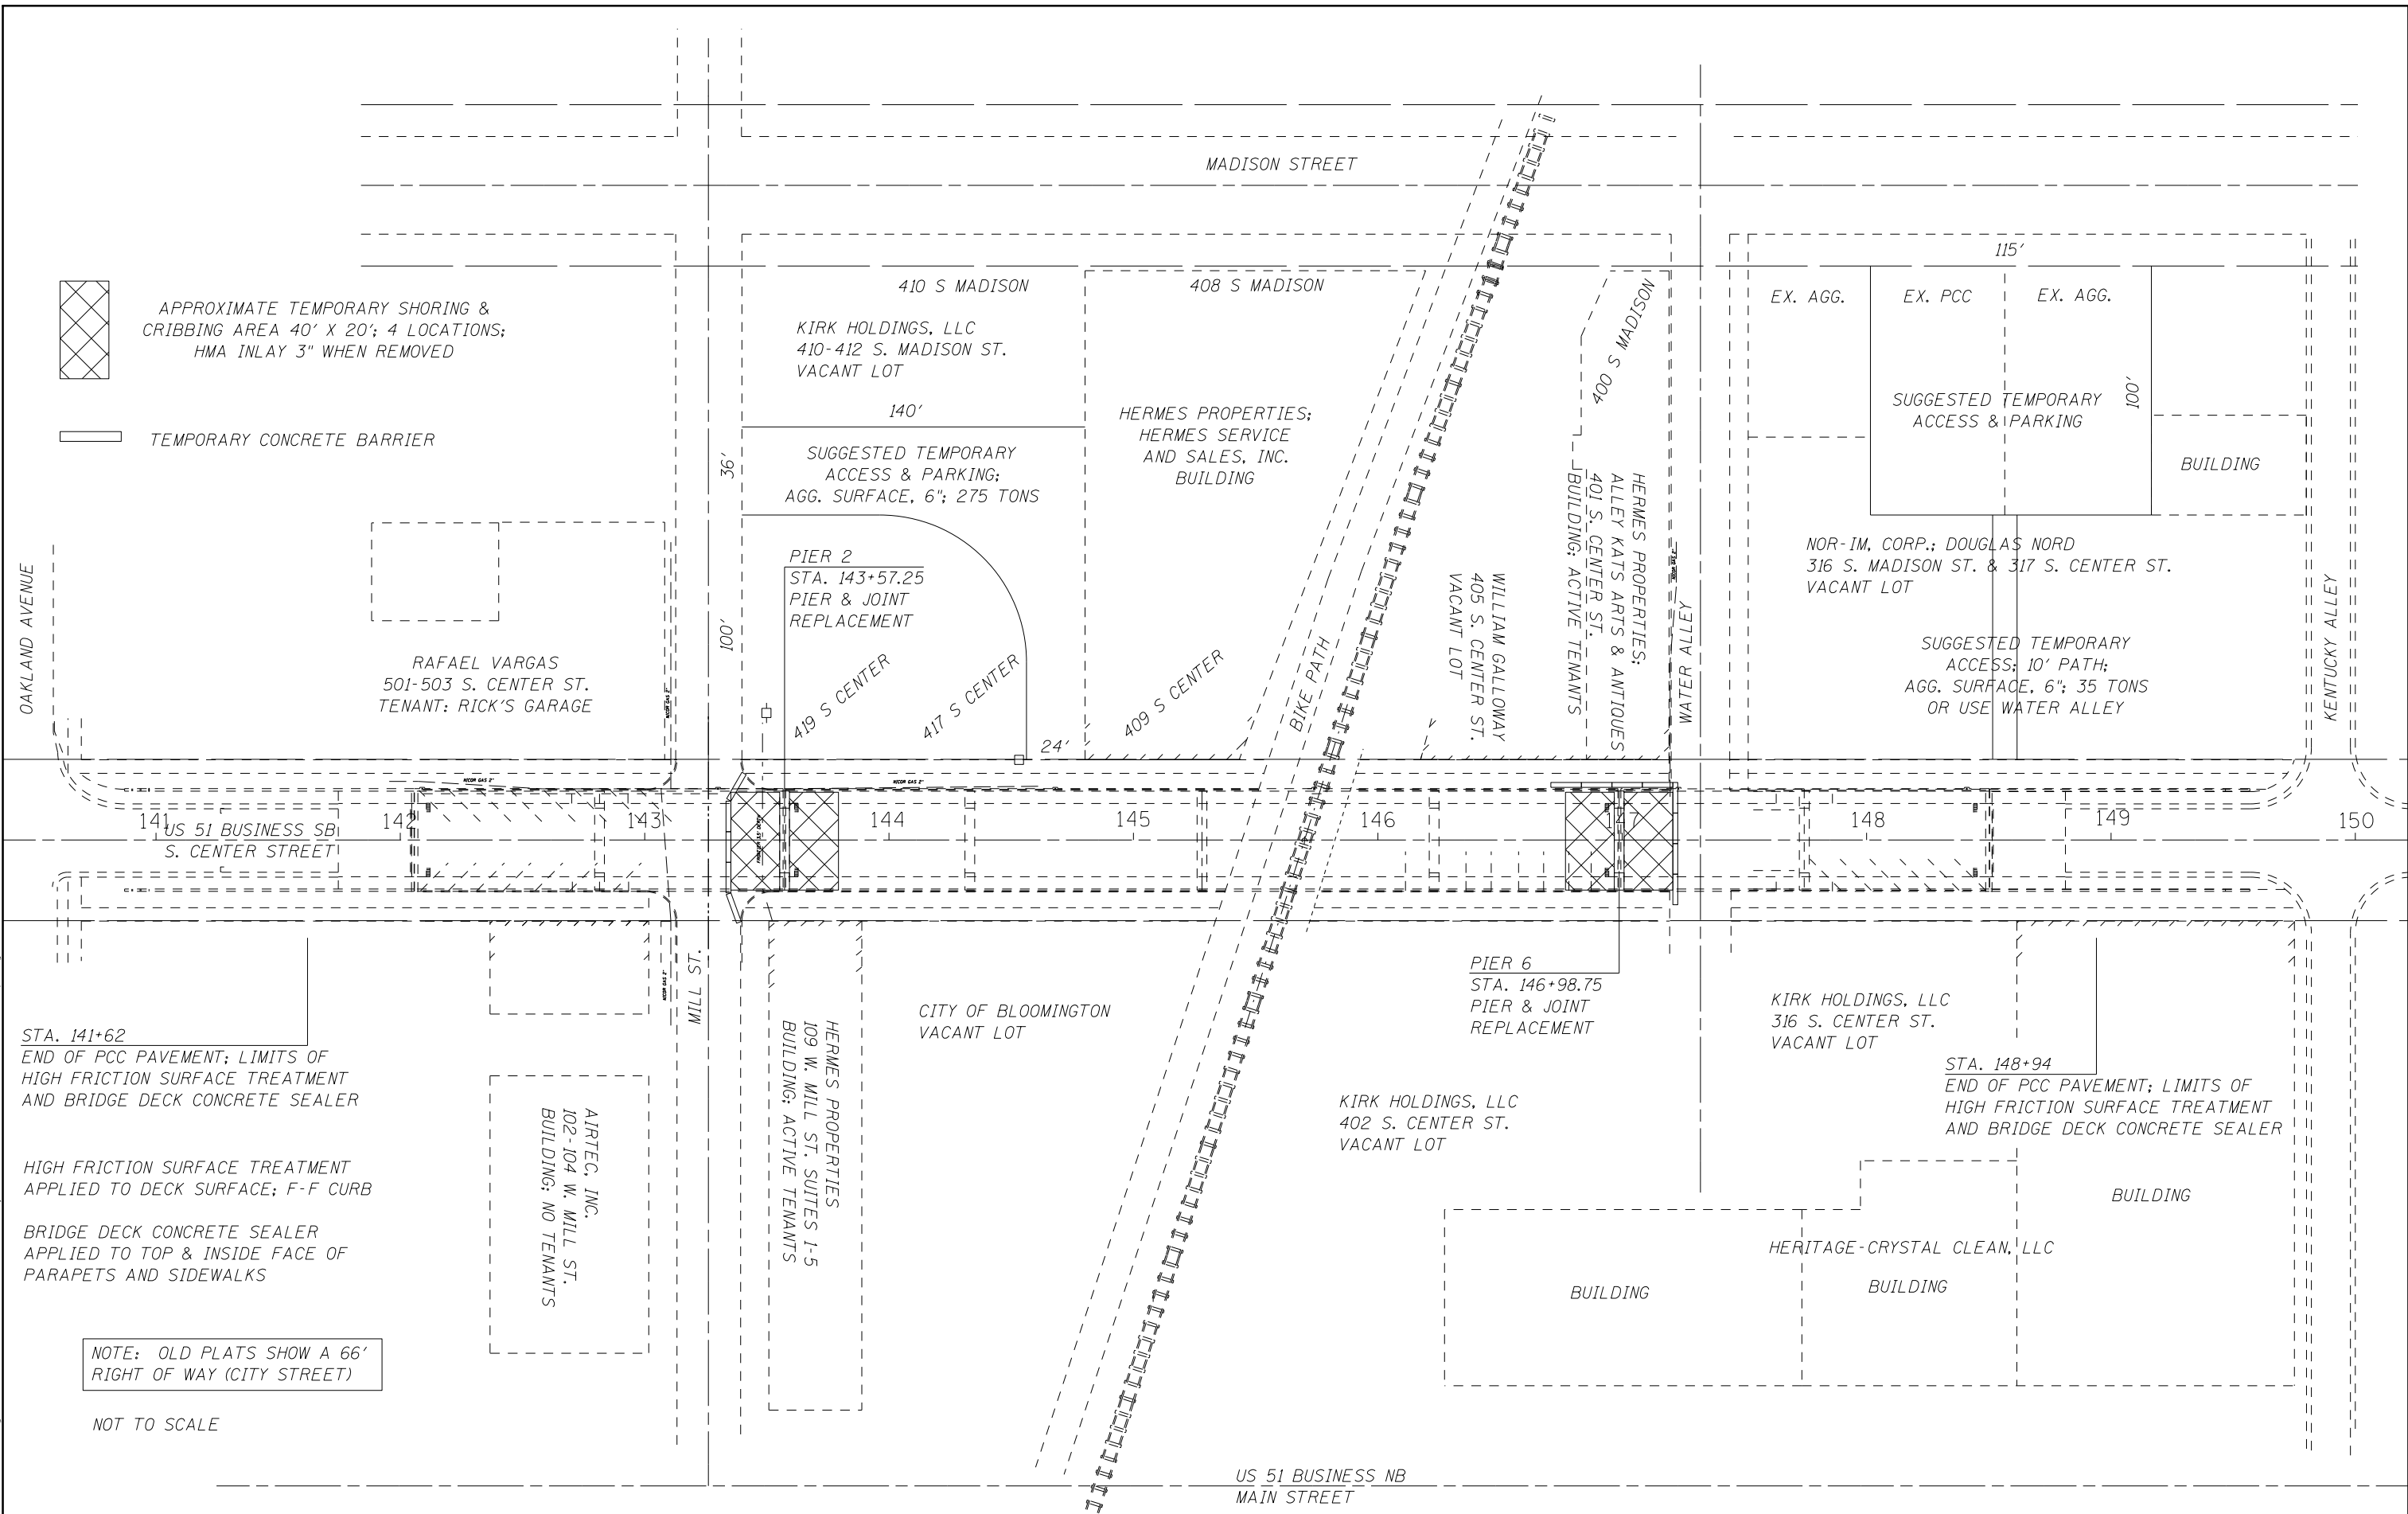 MADISON STREET
APPROXIMATE TEMPORARY SHORING &
CRIBBING AREA 40' X 20'; 4 LOCATIONS;
HMA INLAY 3" WHEN REMOVED
TEMPORARY CONCRETE BARRIER
410 S MADISON
408 S MADISON
400 S MADISON
KIRK HOLDINGS, LLC
410-412 S. MADISON ST.
VACANT LOT
140'
36'
100'
SUGGESTED TEMPORARY
ACCESS & PARKING;
AGG. SURFACE, 6"; 275 TONS
HERMES PROPERTIES;
HERMES SERVICE
AND SALES, INC.
BUILDING
115'
EX. AGG.
EX. PCC
EX. AGG.
SUGGESTED TEMPORARY
ACCESS & PARKING
100'
BUILDING
HERMES PROPERTIES;
ALLEY KATS ARTS & ANTIQUES
401 S. CENTER ST.
BUILDING; ACTIVE TENANTS
WILLIAM GALLOWAY
405 S. CENTER ST.
VACANT LOT
NOR-IM, CORP.; DOUGLAS NORD
316 S. MADISON ST. & 317 S. CENTER ST.
VACANT LOT
SUGGESTED TEMPORARY
ACCESS; 10' PATH;
AGG. SURFACE, 6"; 35 TONS
OR USE WATER ALLEY
OAKLAND AVENUE
WATER ALLEY
KENTUCKY ALLEY
PIER 2
STA. 143+57.25
PIER & JOINT
REPLACEMENT
RAFAEL VARGAS
501-503 S. CENTER ST.
TENANT: RICK'S GARAGE
419 S CENTER
417 S CENTER
409 S CENTER
24'
BIKE PATH
NICOR GAS 2"
NICOR GAS 2"
NICOR GAS 2"
NICOR GAS 2"
141
142
143
144
145
146
147
148
149
150
US 51 BUSINESS SB
S. CENTER STREET
MILL ST.
STA. 141+62
END OF PCC PAVEMENT; LIMITS OF
HIGH FRICTION SURFACE TREATMENT
AND BRIDGE DECK CONCRETE SEALER
HIGH FRICTION SURFACE TREATMENT
APPLIED TO DECK SURFACE; F-F CURB
BRIDGE DECK CONCRETE SEALER
APPLIED TO TOP & INSIDE FACE OF
PARAPETS AND SIDEWALKS
NOTE: OLD PLATS SHOW A 66'
RIGHT OF WAY (CITY STREET)
NOT TO SCALE
AIRTEC, INC.
102-104 W. MILL ST.
BUILDING; NO TENANTS
HERMES PROPERTIES
109 W. MILL ST. SUITES 1-5
BUILDING; ACTIVE TENANTS
CITY OF BLOOMINGTON
VACANT LOT
PIER 6
STA. 146+98.75
PIER & JOINT
REPLACEMENT
KIRK HOLDINGS, LLC
402 S. CENTER ST.
VACANT LOT
KIRK HOLDINGS, LLC
316 S. CENTER ST.
VACANT LOT
STA. 148+94
END OF PCC PAVEMENT; LIMITS OF
HIGH FRICTION SURFACE TREATMENT
AND BRIDGE DECK CONCRETE SEALER
BUILDING
HERITAGE-CRYSTAL CLEAN, LLC
BUILDING
BUILDING
US 51 BUSINESS NB
MAIN STREET